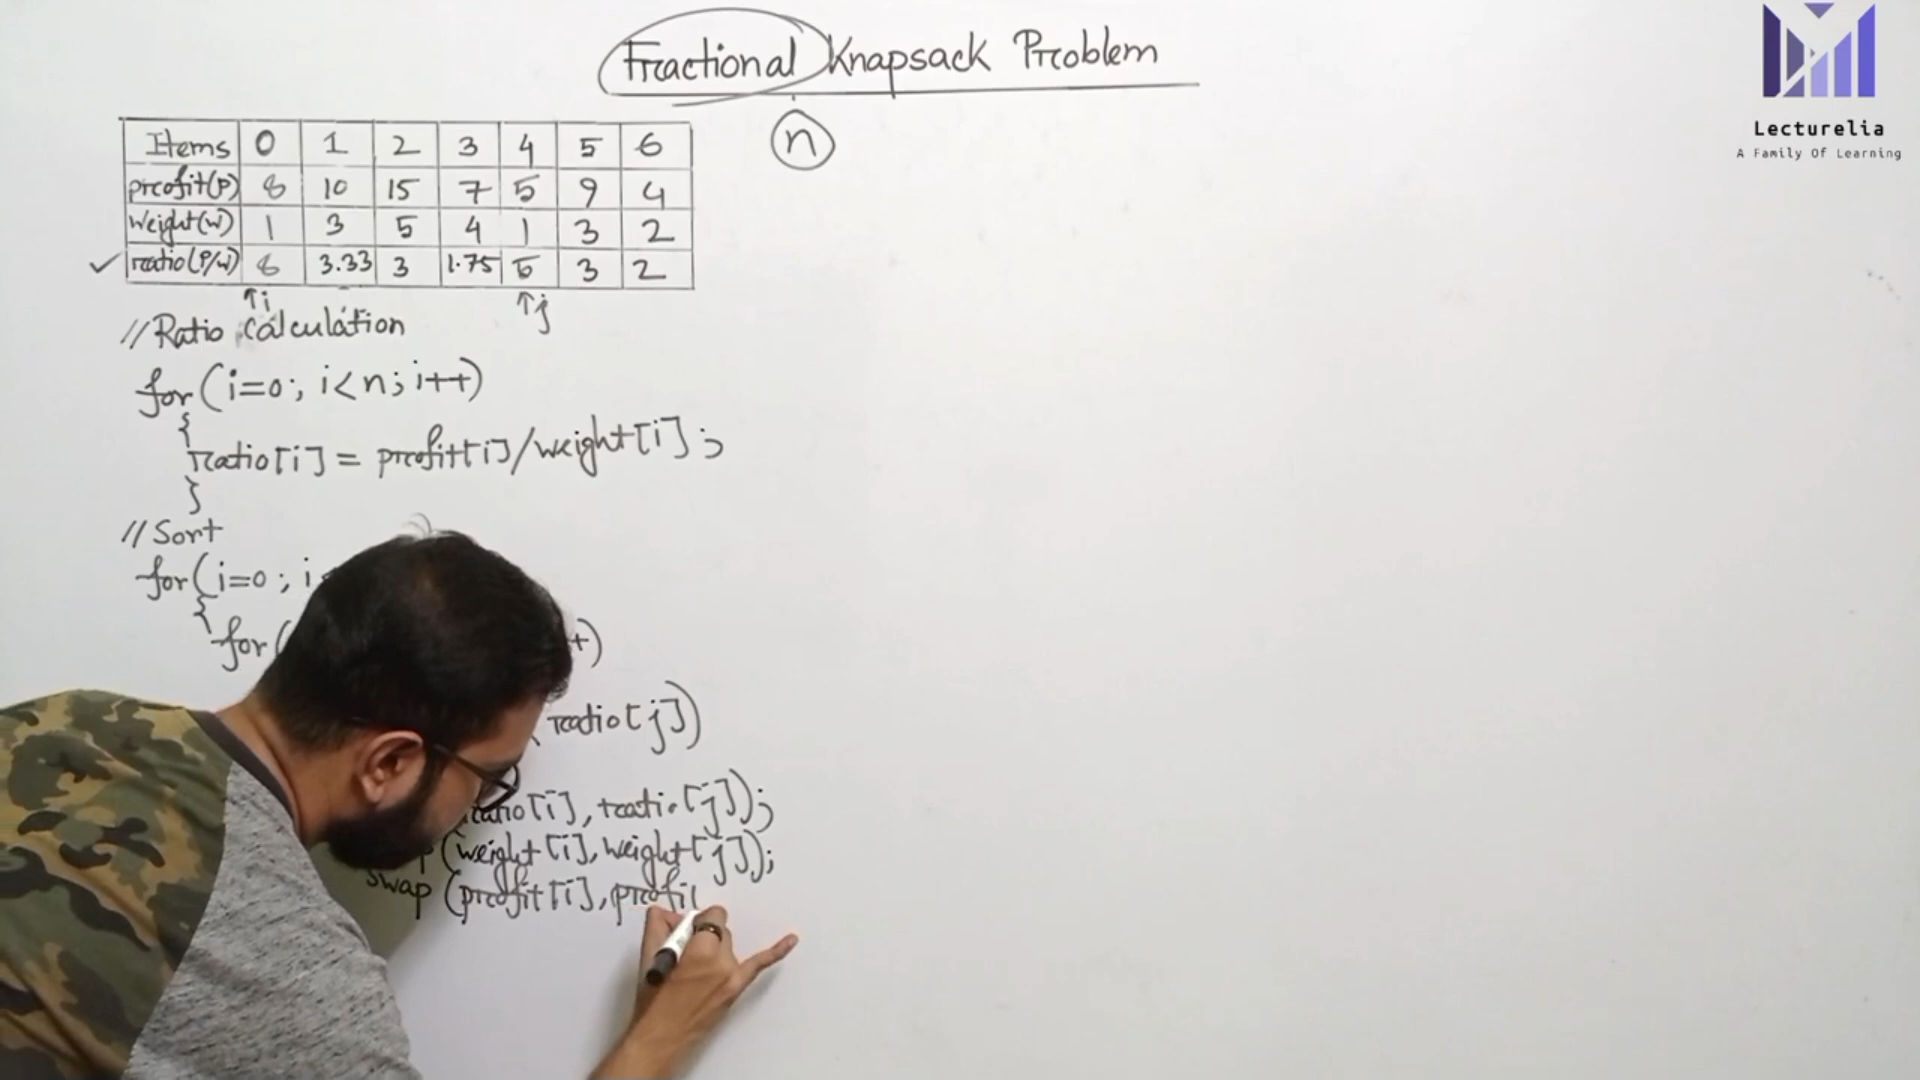 Fractional Knapsack Problem
n
Lecturelia
A Family Of Learning
Items 0 1 2 3 4 5 6
profit(P) 8 10 15 7 5 9 4
Weight(w) 1 3 5 4 1 3 2
✓ ratio(P/w) 8 3.33 3 1.75 5 3 2
↑i ↑j
// Ratio calculation
for(i=0; i<n; i++)
{
ratio[i] = profit[i]/weight[i];
}
// Sort
for(i=0; i
{
for( +)
ratio[j])
ratio[i], ratio[j]);
p(weight[i], weight[j]);
swap(profit[i], profi